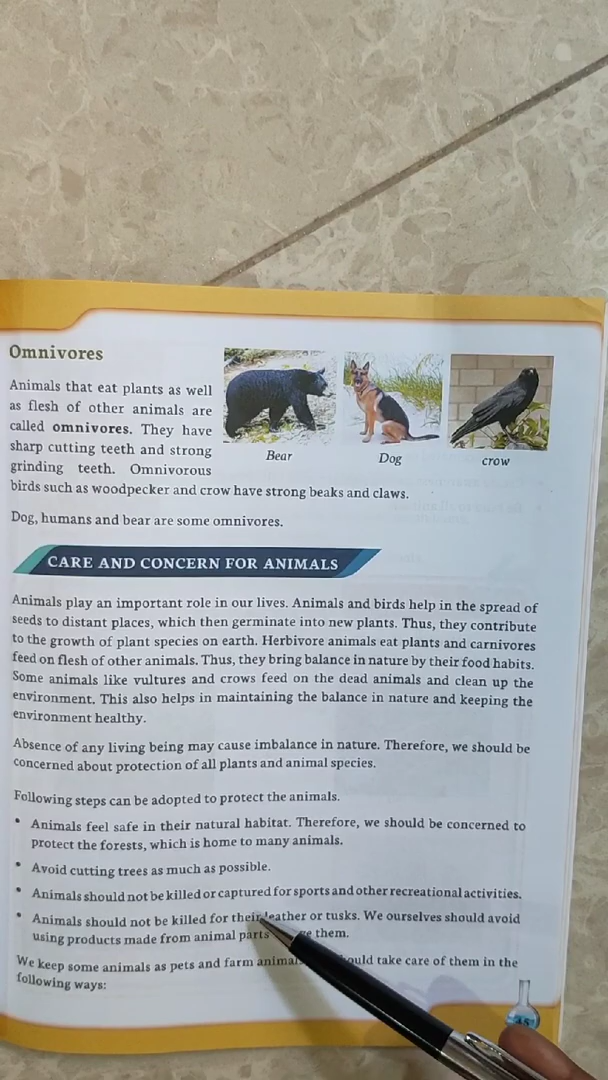 Omnivores
Animals that eat plants as well
as flesh of other animals are
called omnivores. They have
sharp cutting teeth and strong
grinding teeth. Omnivorous
birds such as woodpecker and crow have strong beaks and claws.
Bear
Dog
crow
Dog, humans and bear are some omnivores.
CARE AND CONCERN FOR ANIMALS
Animals play an important role in our lives. Animals and birds help in the spread of
seeds to distant places, which then germinate into new plants. Thus, they contribute
to the growth of plant species on earth. Herbivore animals eat plants and carnivores
feed on flesh of other animals. Thus, they bring balance in nature by their food habits.
Some animals like vultures and crows feed on the dead animals and clean up the
environment. This also helps in maintaining the balance in nature and keeping the
environment healthy.
Absence of any living being may cause imbalance in nature. Therefore, we should be
concerned about protection of all plants and animal species.
Following steps can be adopted to protect the animals.
• Animals feel safe in their natural habitat. Therefore, we should be concerned to
protect the forests, which is home to many animals.
• Avoid cutting trees as much as possible.
• Animals should not be killed or captured for sports and other recreational activities.
• Animals should not be killed for their leather or tusks. We ourselves should avoid
using products made from animal parts them.
We keep some animals as pets and farm should take care of them in the
following ways:
45